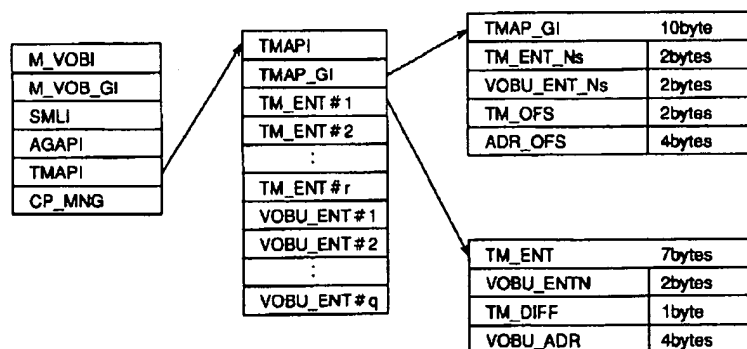 M_VOBI
M_VOB_GI
SMLI
AGAPI
TMAPI
CP_MNG
TMAPI
TMAP_GI
TM_ENT#1
TM_ENT#2
:
TM_ENT#r
VOBU_ENT#1
VOBU_ENT#2
:
VOBU_ENT#q
TMAP_GI 10byte
TM_ENT_Ns 2bytes
VOBU_ENT_Ns 2bytes
TM_OFS 2bytes
ADR_OFS 4bytes
TM_ENT 7bytes
VOBU_ENTN 2bytes
TM_DIFF 1byte
VOBU_ADR 4bytes